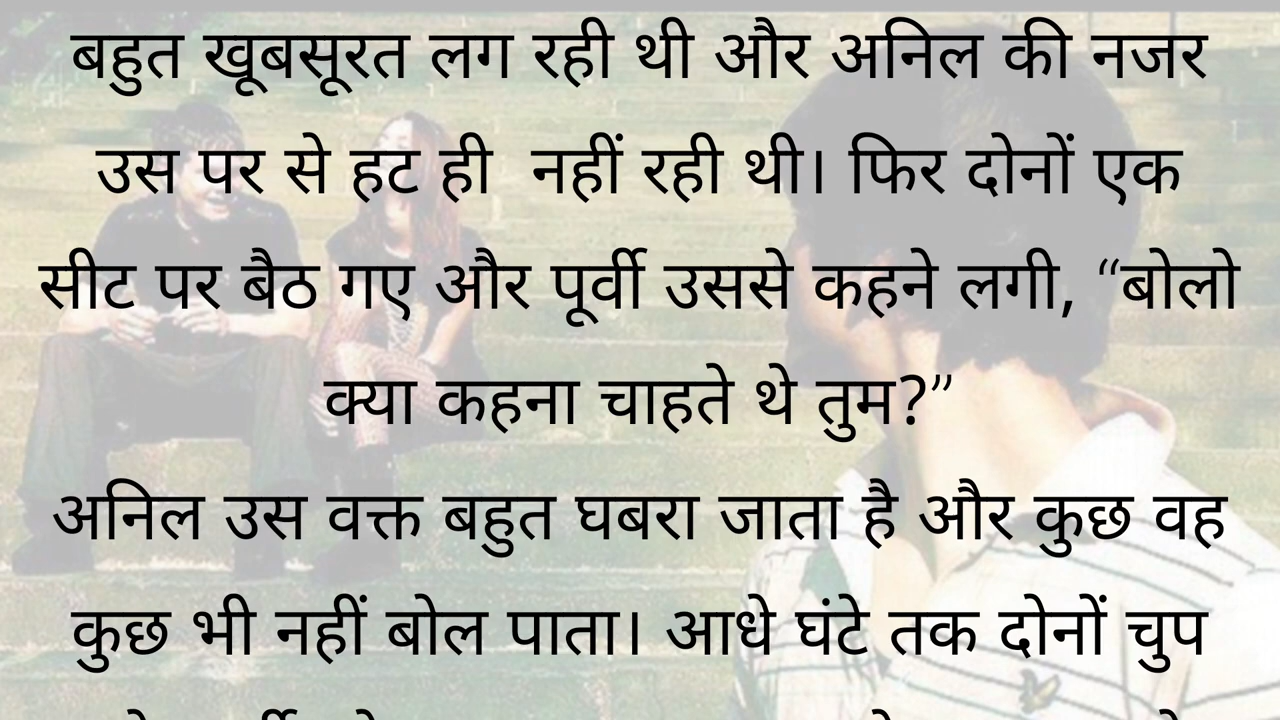 बहुत खूबसूरत लग रही थी और अनिल की नजर
उस पर से हट ही नहीं रही थी। फिर दोनों एक
सीट पर बैठ गए और पूर्वी उससे कहने लगी, “बोलो
क्या कहना चाहते थे तुम?”
अनिल उस वक्त बहुत घबरा जाता है और कुछ वह
कुछ भी नहीं बोल पाता। आधे घंटे तक दोनों चुप